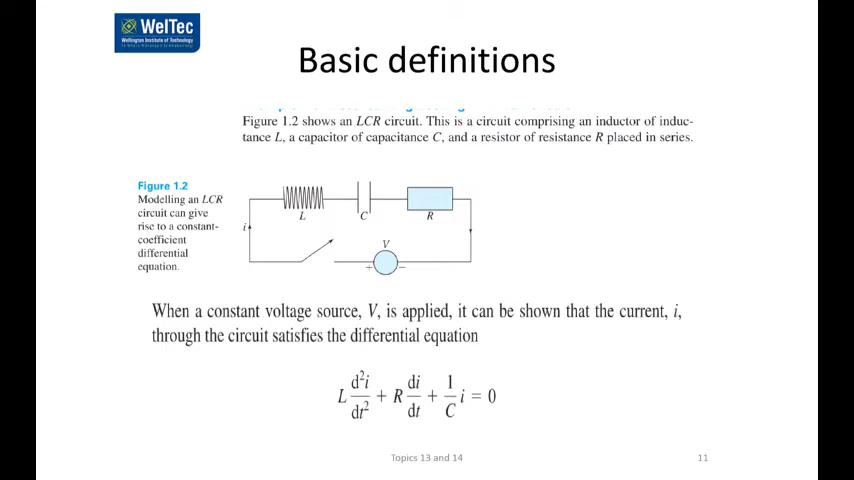 WelTec
Wellington Institute of Technology
Basic definitions
Figure 1.2 shows an LCR circuit. This is a circuit comprising an inductor of induc-
tance L, a capacitor of capacitance C, and a resistor of resistance R placed in series.
Figure 1.2
Modelling an LCR
circuit can give
rise to a constant-
coefficient
differential
equation.
L
C
R
i
V
+
−
When a constant voltage source, V, is applied, it can be shown that the current, i,
through the circuit satisfies the differential equation
L d²i/dt² + R di/dt + 1/C i = 0
Topics 13 and 14
11